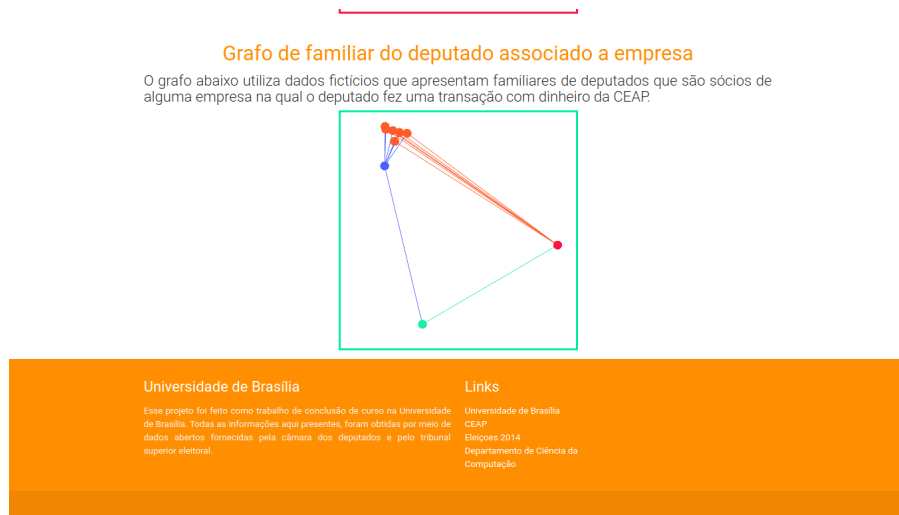 Grafo de familiar do deputado associado a empresa
O grafo abaixo utiliza dados fictícios que apresentam familiares de deputados que são sócios de
alguma empresa na qual o deputado fez uma transação com dinheiro da CEAP.
Universidade de Brasília
Esse projeto foi feito como trabalho de conclusão de curso na Universidade
de Brasília. Todas as informações aqui presentes, foram obtidas por meio de
dados abertos fornecidas pela câmara dos deputados e pelo tribunal
superior eleitoral.
Links
Universidade de Brasília
CEAP
Eleiçoes 2014
Departamento de Ciência da
Computação